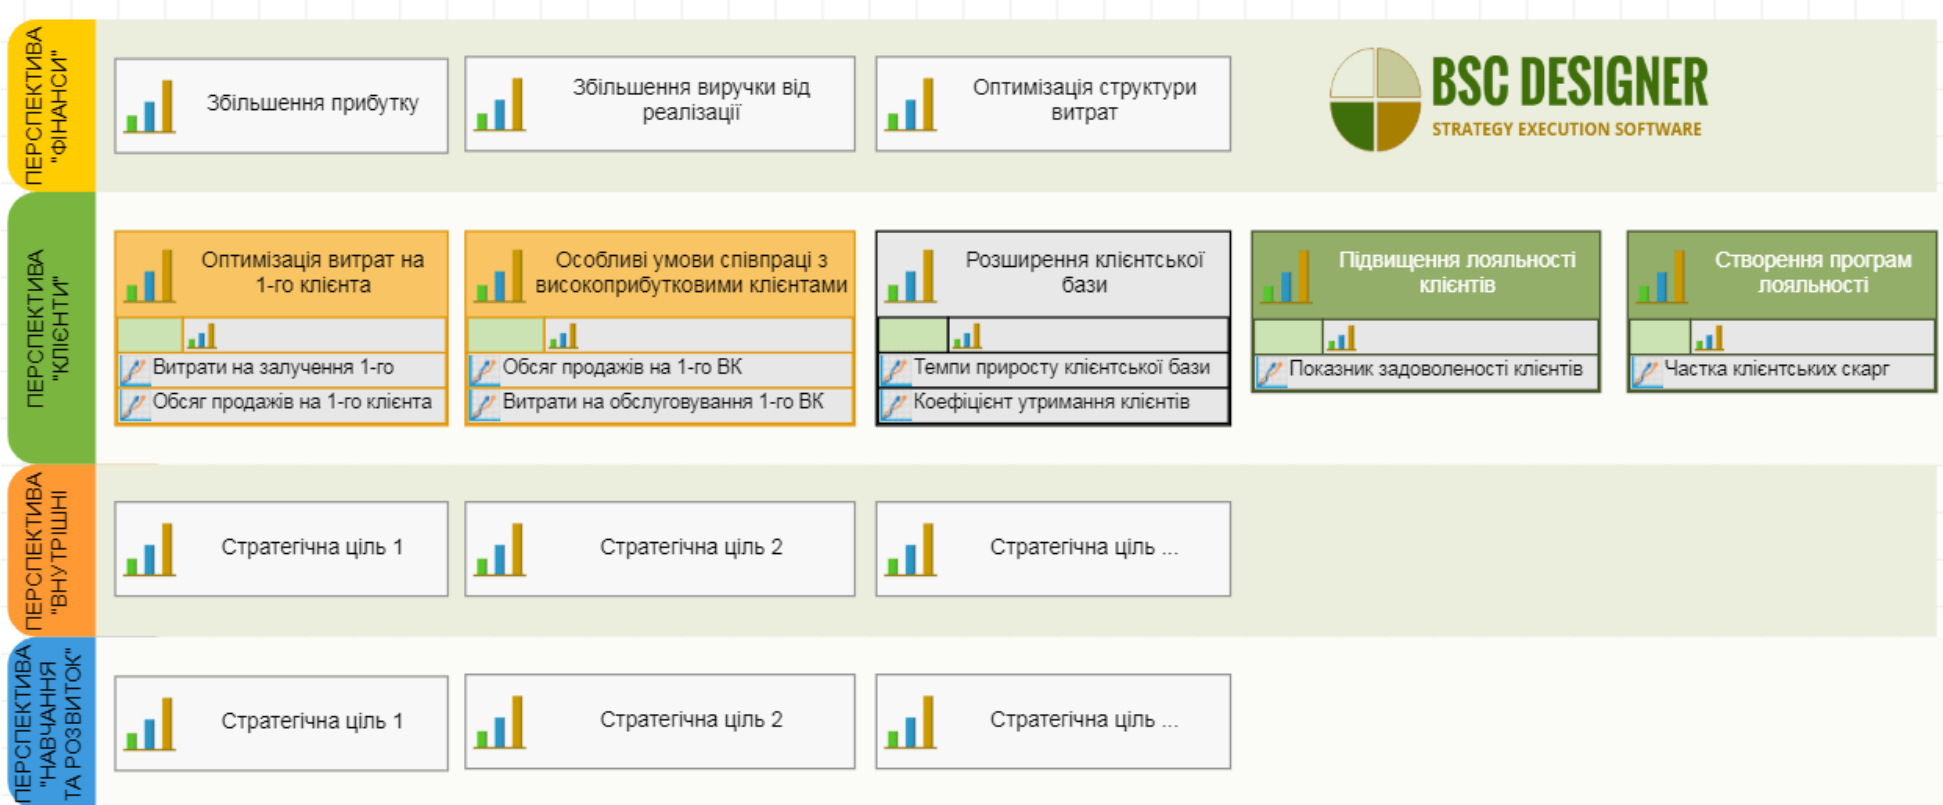 ПЕРСПЕКТИВА
"ФІНАНСИ"
Збільшення прибутку
Збільшення виручки від
реалізації
Оптимізація структури
витрат
BSC DESIGNER
STRATEGY EXECUTION SOFTWARE
ПЕРСПЕКТИВА
"КЛІЄНТИ"
Оптимізація витрат на
1-го клієнта
Витрати на залучення 1-го
Обсяг продажів на 1-го клієнта
Особливі умови співпраці з
високоприбутковими клієнтами
Обсяг продажів на 1-го ВК
Витрати на обслуговування 1-го ВК
Розширення клієнтської
бази
Темпи приросту клієнтської бази
Коефіцієнт утримання клієнтів
Підвищення лояльності
клієнтів
Показник задоволеності клієнтів
Створення програм
лояльності
Частка клієнтських скарг
ПЕРСПЕКТИВА
"ВНУТРІШНІ
Стратегічна ціль 1
Стратегічна ціль 2
Стратегічна ціль ...
ПЕРСПЕКТИВА
"НАВЧАННЯ
ТА РОЗВИТОК"
Стратегічна ціль 1
Стратегічна ціль 2
Стратегічна ціль ...